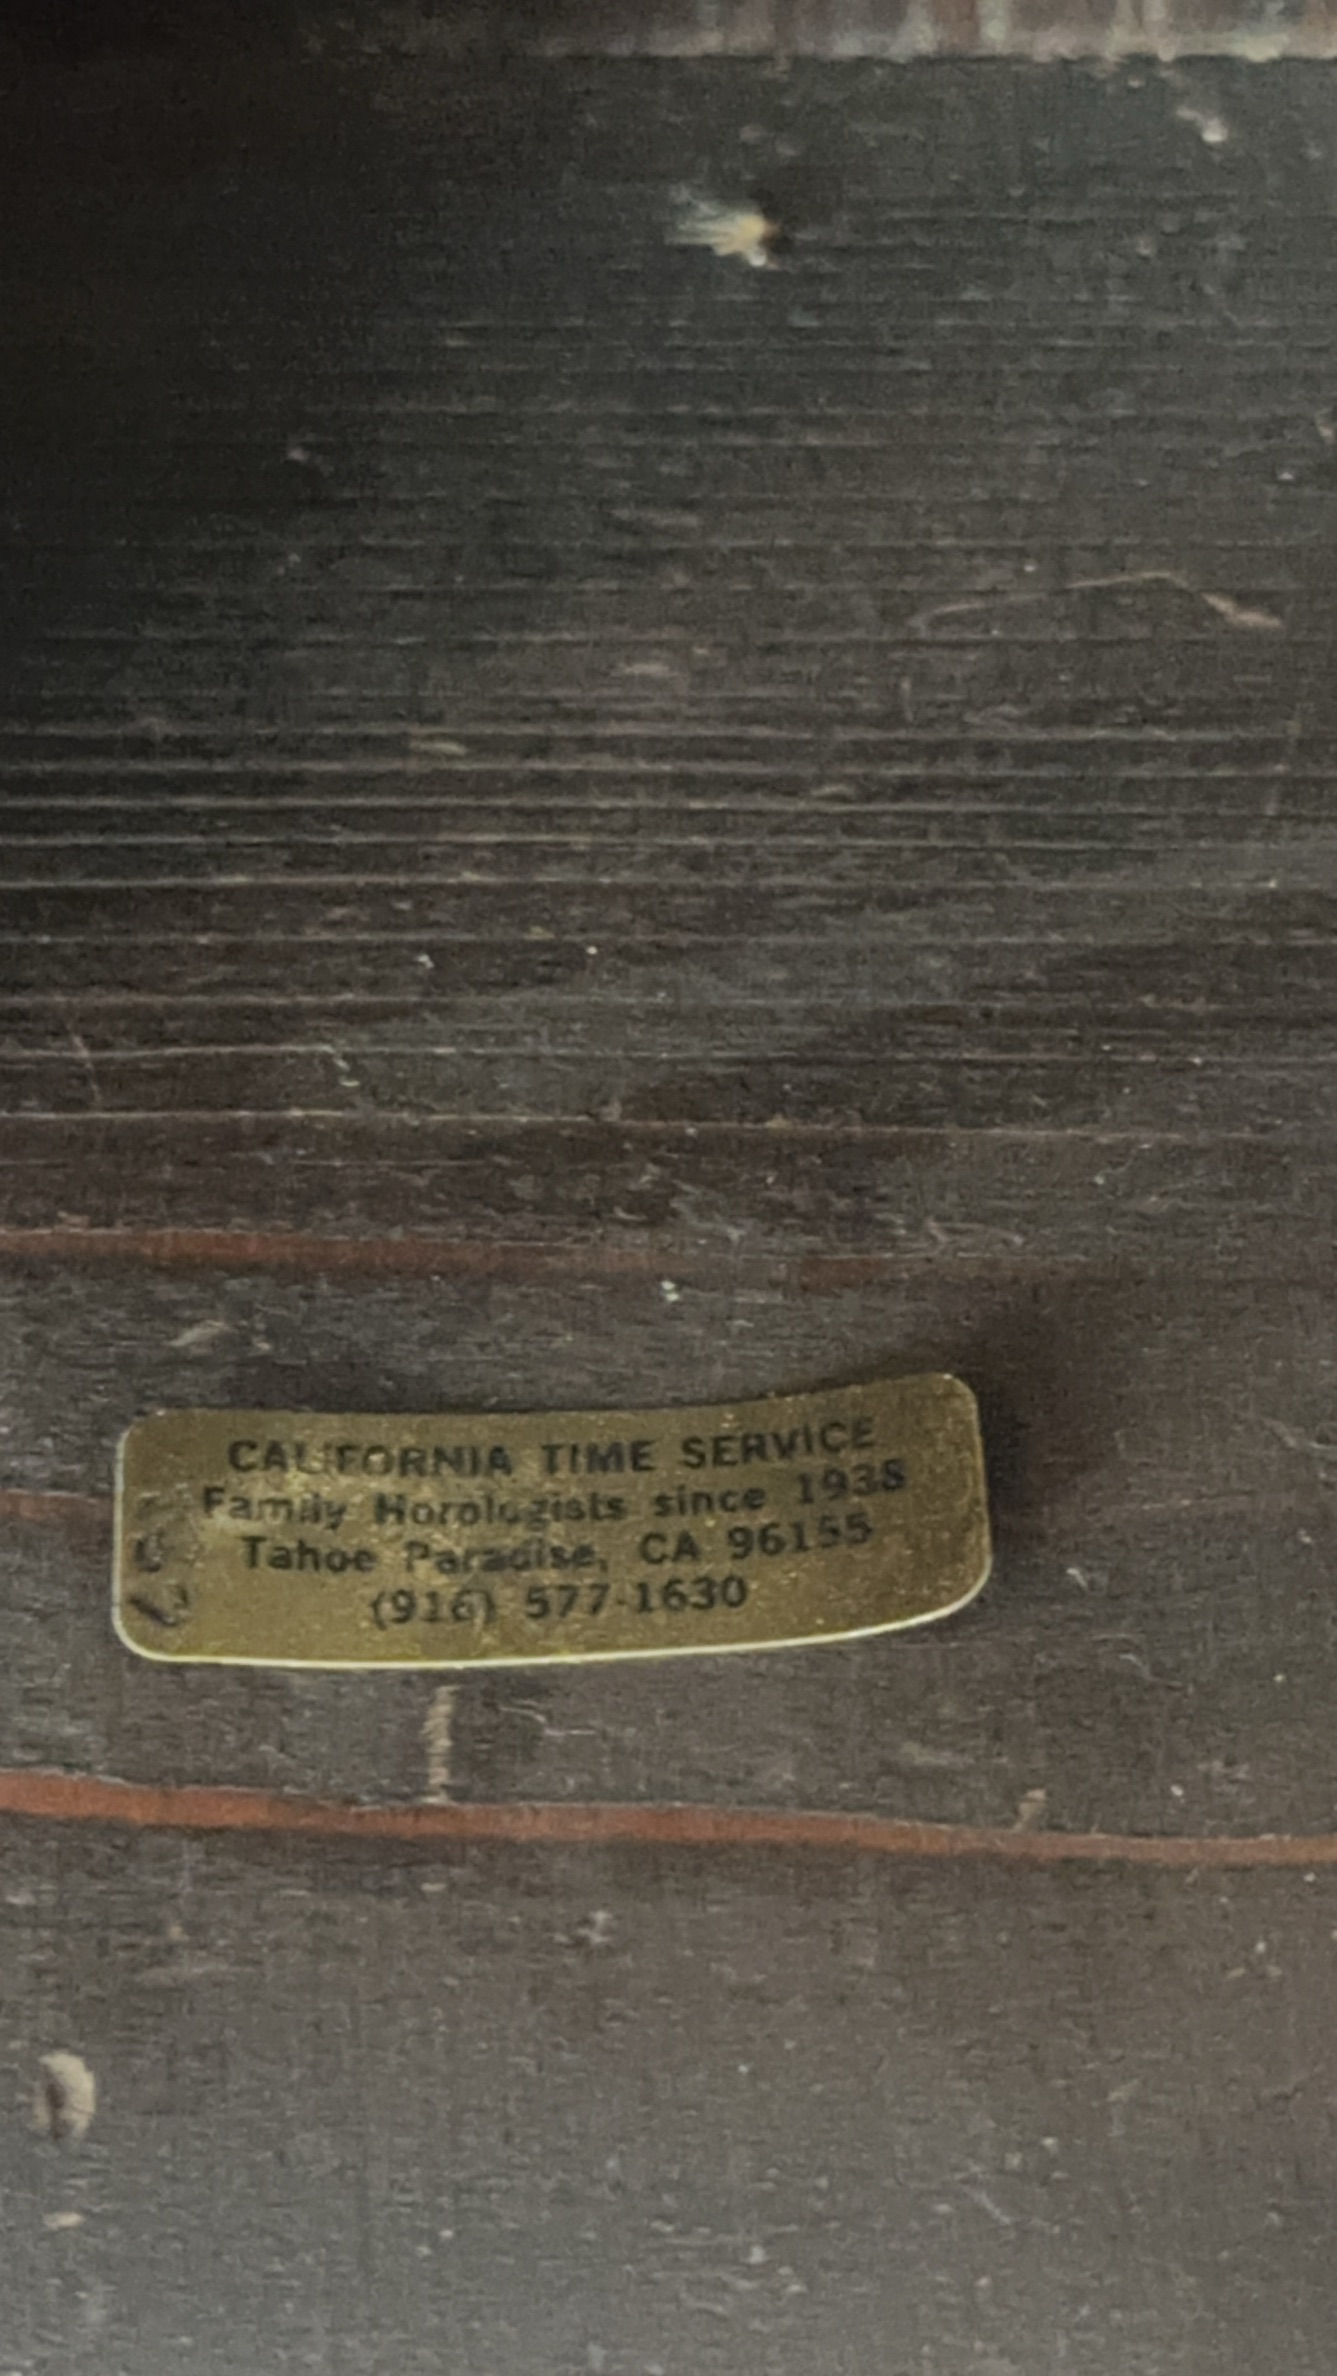 CALIFORNIA TIME SERVICE
Family Horologists since 1938
Tahoe Paradise, CA 96155
(916) 577-1630